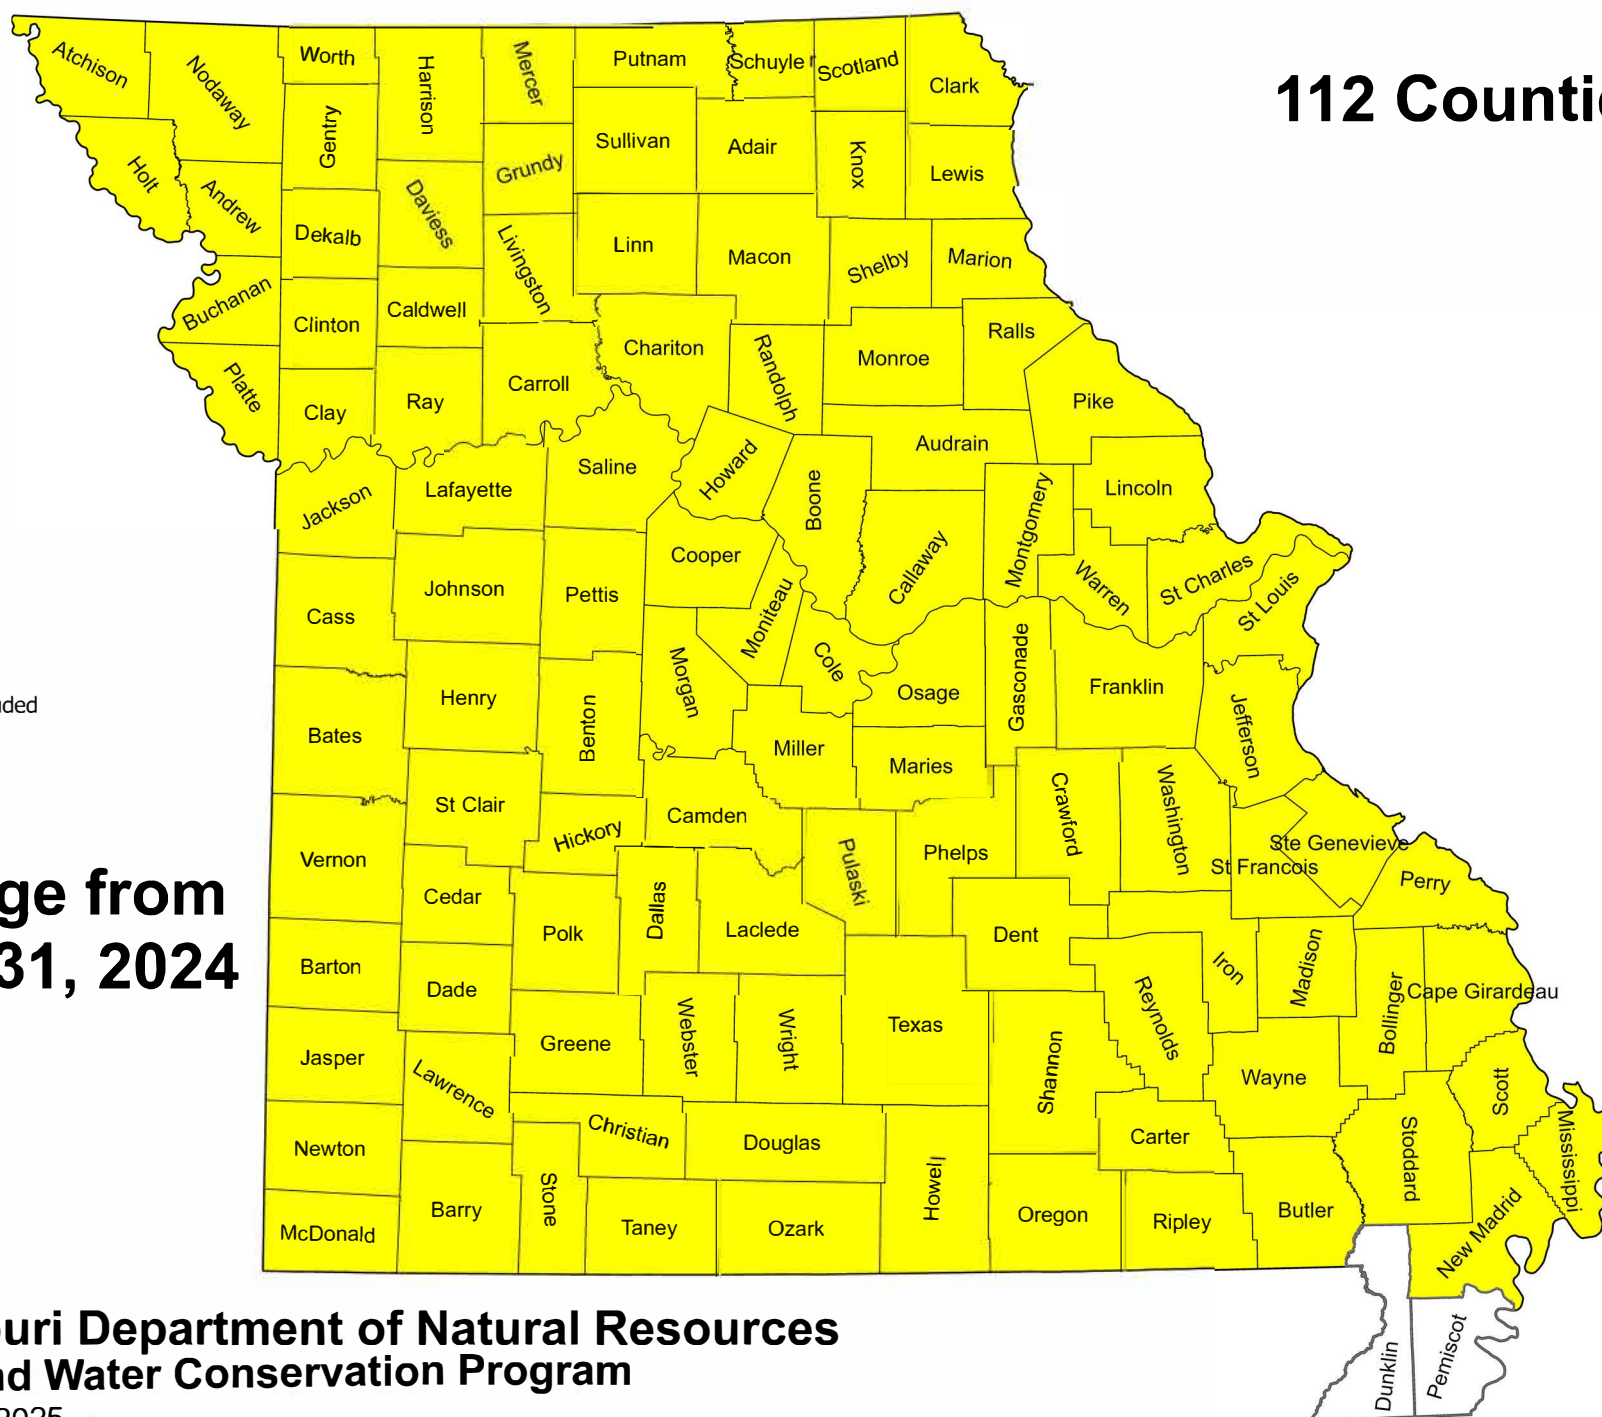 112 Countie
Atchison
Nodaway
Worth
Harrison
Mercer
Putnam
Schuyler
Scotland
Clark
Gentry
Sullivan
Adair
Knox
Lewis
Holt
Andrew
Dekalb
Daviess
Grundy
Livingston
Linn
Macon
Shelby
Marion
Buchanan
Clinton
Caldwell
Chariton
Randolph
Monroe
Ralls
Platte
Clay
Ray
Carroll
Pike
Audrain
Jackson
Lafayette
Saline
Howard
Boone
Callaway
Montgomery
Lincoln
Cass
Johnson
Pettis
Cooper
Moniteau
Cole
Warren
St Charles
St Louis
uded
Bates
Henry
Benton
Morgan
Miller
Osage
Gasconade
Franklin
Jefferson
Maries
Vernon
St Clair
Hickory
Camden
Pulaski
Phelps
Crawford
Washington
Ste Genevieve
St Francois
Perry
ge from
31, 2024
Cedar
Polk
Dallas
Laclede
Dent
Iron
Madison
Bollinger
Cape Girardeau
Barton
Dade
Greene
Webster
Wright
Texas
Shannon
Reynolds
Wayne
Scott
Mississippi
Jasper
Lawrence
Christian
Douglas
Howell
Carter
Stoddard
Newton
McDonald
Barry
Stone
Taney
Ozark
Oregon
Ripley
Butler
New Madrid
Dunklin
Pemiscot
ouri Department of Natural Resources
nd Water Conservation Program
2025